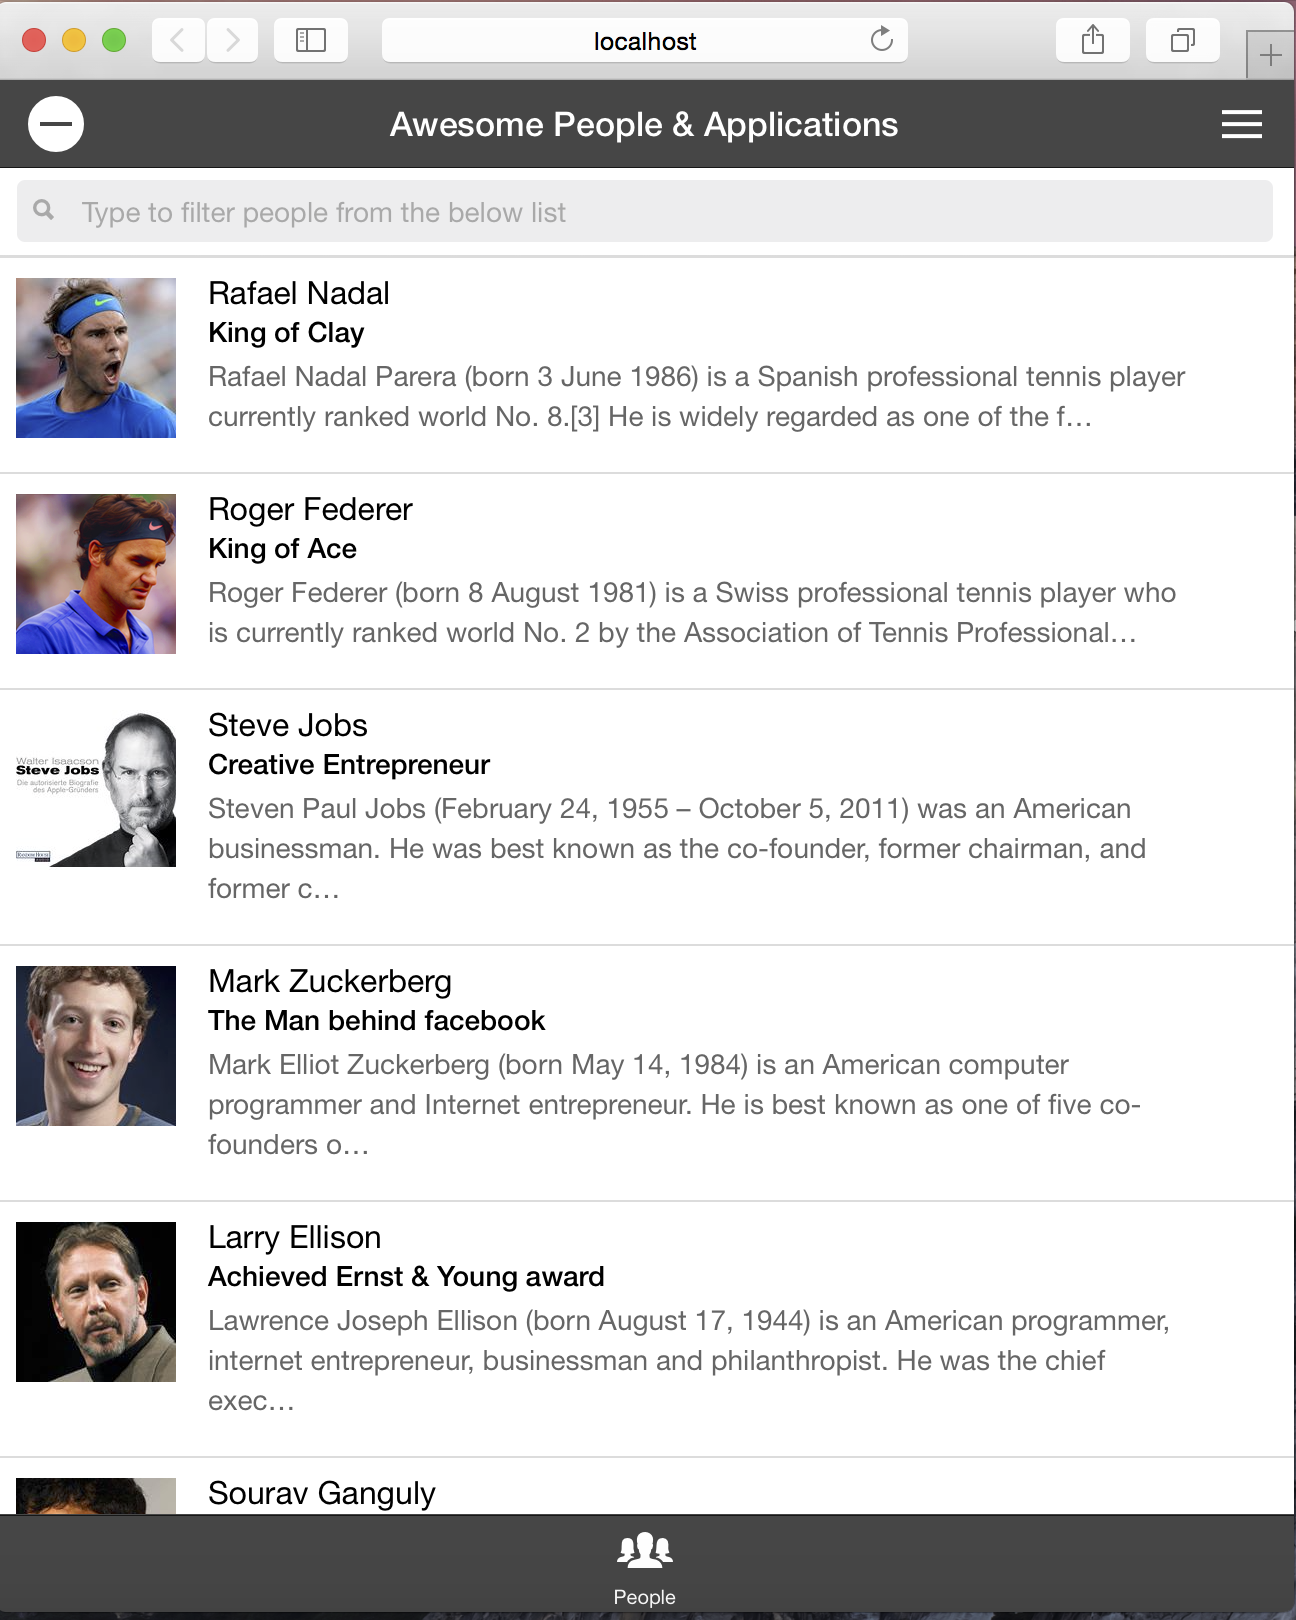 localhost
Awesome People & Applications
Type to filter people from the below list
Rafael Nadal
King of Clay
Rafael Nadal Parera (born 3 June 1986) is a Spanish professional tennis player
currently ranked world No. 8.[3] He is widely regarded as one of the f...
Roger Federer
King of Ace
Roger Federer (born 8 August 1981) is a Swiss professional tennis player who
is currently ranked world No. 2 by the Association of Tennis Professional...
Walter Isaacson
Steve Jobs
Die autorisierte Biografie
des Apple-Gründers
RANDOM HOUSE
AUDIO
Steve Jobs
Creative Entrepreneur
Steven Paul Jobs (February 24, 1955 – October 5, 2011) was an American
businessman. He was best known as the co-founder, former chairman, and
former c...
Mark Zuckerberg
The Man behind facebook
Mark Elliot Zuckerberg (born May 14, 1984) is an American computer
programmer and Internet entrepreneur. He is best known as one of five co-
founders o...
Larry Ellison
Achieved Ernst & Young award
Lawrence Joseph Ellison (born August 17, 1944) is an American programmer,
internet entrepreneur, businessman and philanthropist. He was the chief
exec...
Sourav Ganguly
People